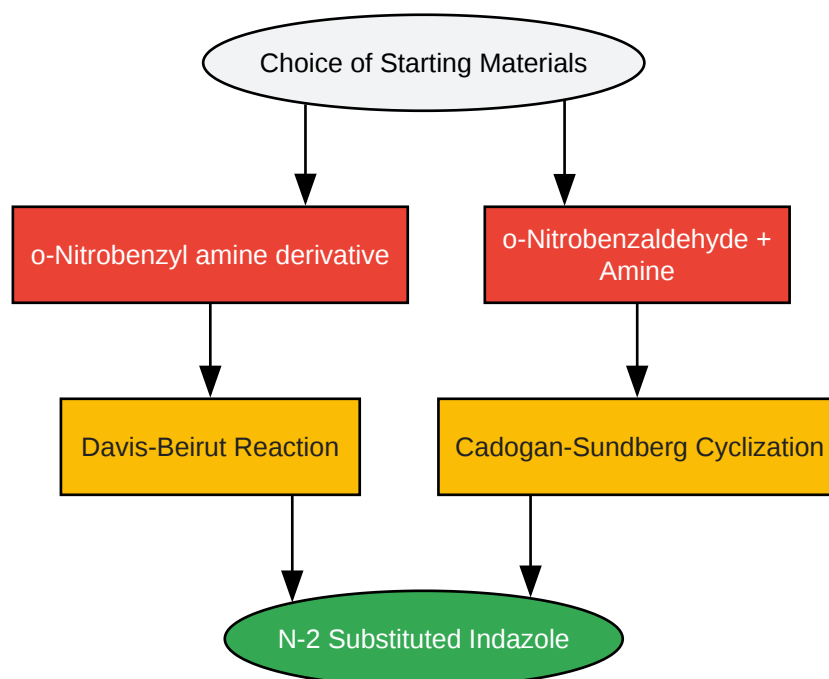 Choice of Starting Materials
o-Nitrobenzyl amine derivative
o-Nitrobenzaldehyde +
Amine
Davis-Beirut Reaction
Cadogan-Sundberg Cyclization
N-2 Substituted Indazole